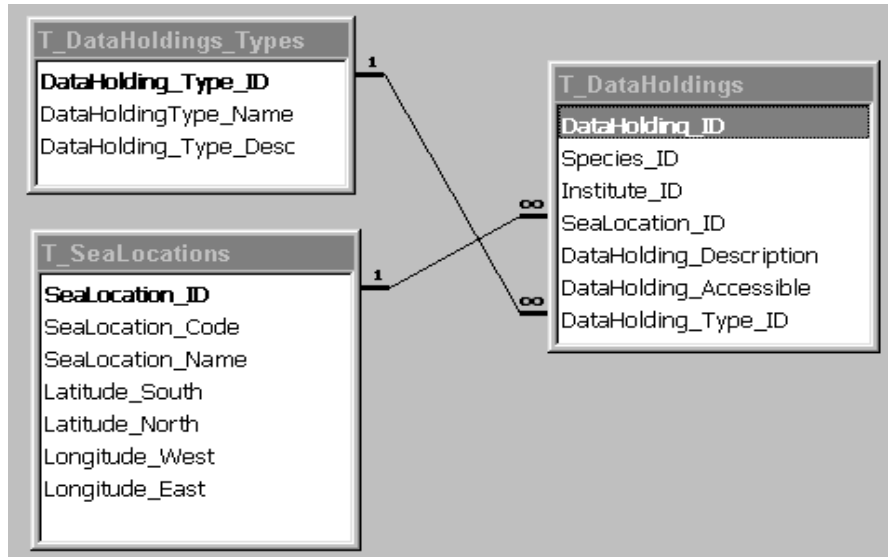 T_DataHoldings_Types
DataHolding_Type_ID
DataHoldingType_Name
DataHolding_Type_Desc
1
T_SeaLocations
SeaLocation_ID
SeaLocation_Code
SeaLocation_Name
Latitude_South
Latitude_North
Longitude_West
Longitude_East
1
T_DataHoldings
DataHolding_ID
Species_ID
Institute_ID
∞
SeaLocation_ID
DataHolding_Description
DataHolding_Accessible
∞
DataHolding_Type_ID